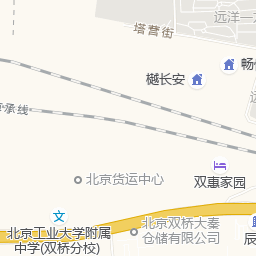 远洋一
塔营街
畅
樾长安
承线
远
双惠家园
北京货运中心
北京工业大学附属
中学(双桥分校)
北京双桥大秦
仓储有限公司
辰